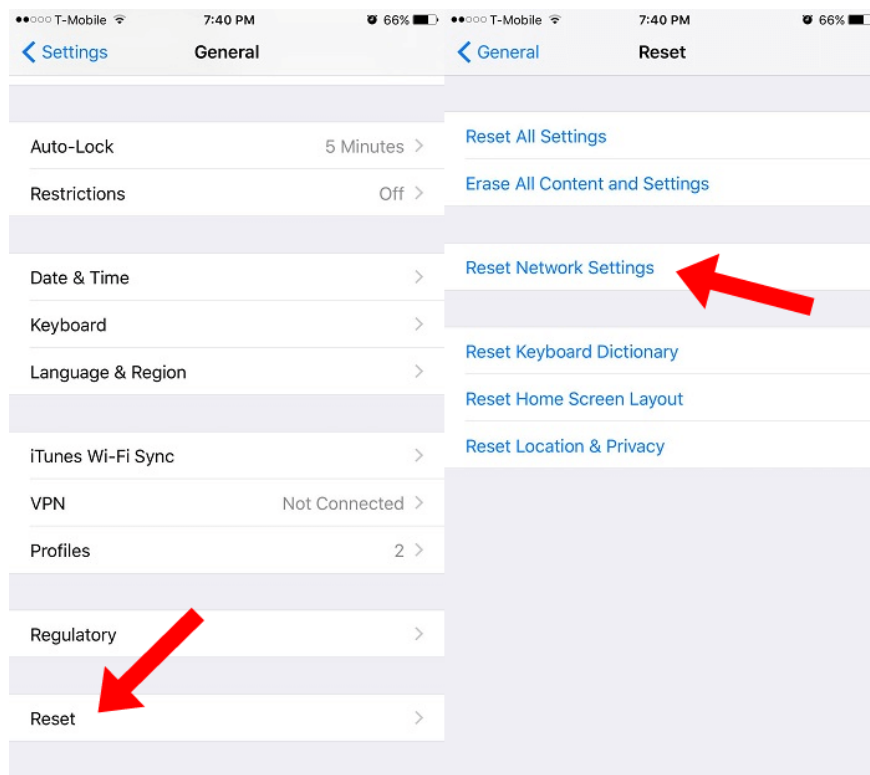 T-Mobile 7:40 PM 66%
Settings General
Auto-Lock 5 Minutes
Restrictions Off
Date & Time
Keyboard
Language & Region
iTunes Wi-Fi Sync
VPN Not Connected
Profiles 2
Regulatory
Reset
T-Mobile 7:40 PM 66%
General Reset
Reset All Settings
Erase All Content and Settings
Reset Network Settings
Reset Keyboard Dictionary
Reset Home Screen Layout
Reset Location & Privacy